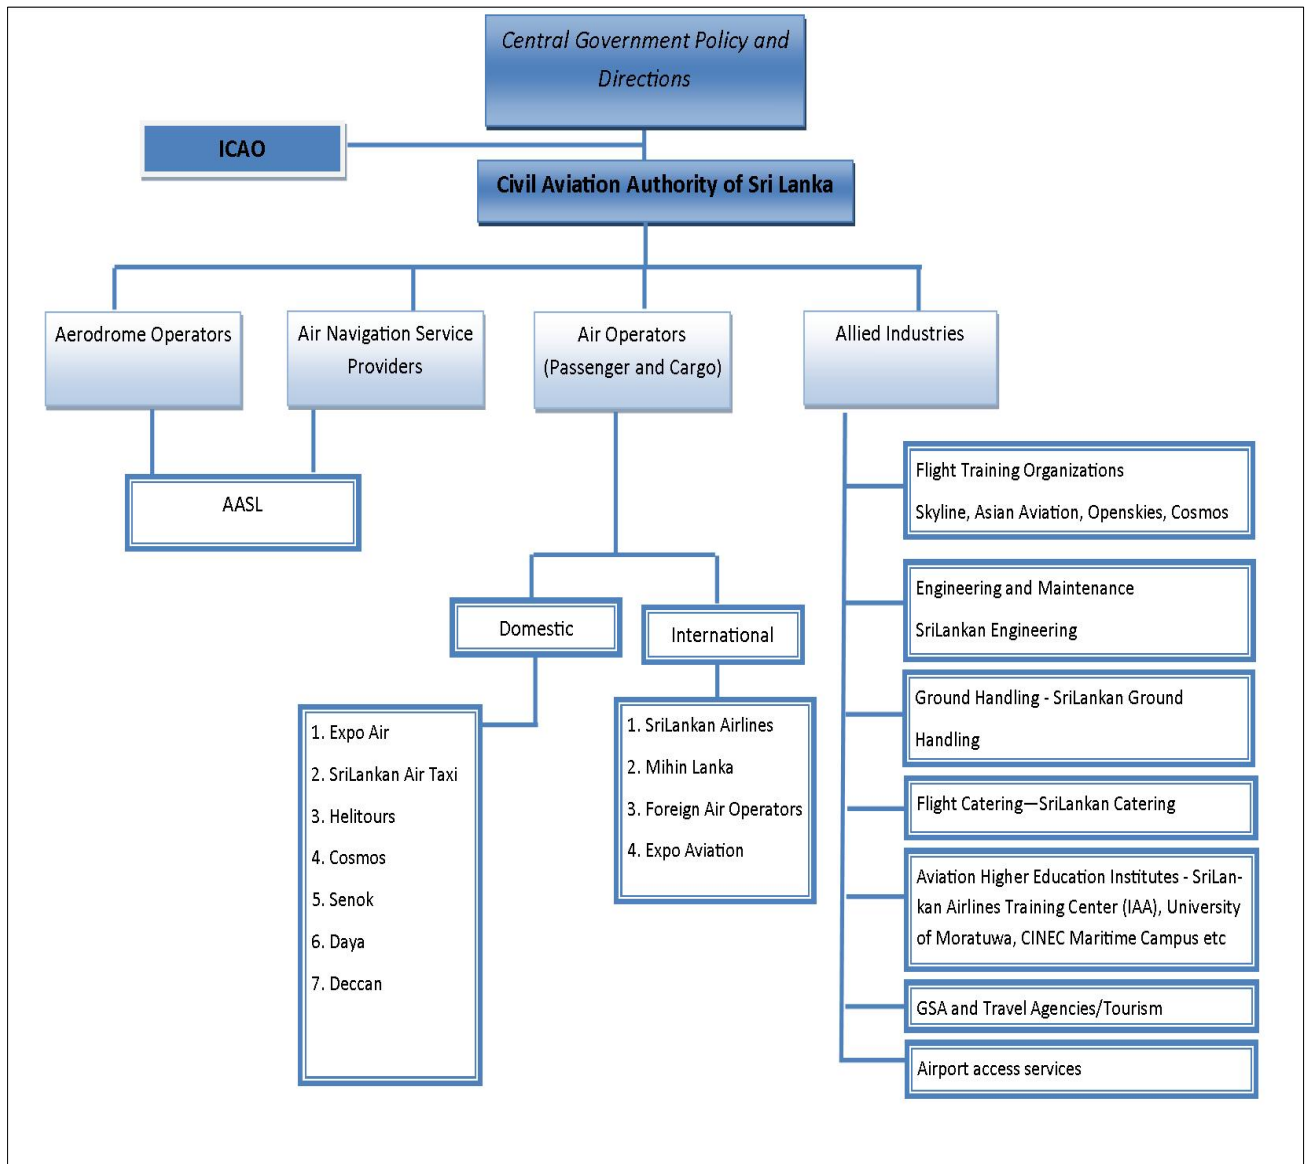 Central Government Policy and
Directions
ICAO
Civil Aviation Authority of Sri Lanka
Aerodrome Operators
Air Navigation Service
Providers
Air Operators
(Passenger and Cargo)
Allied Industries
AASL
Domestic
International
1. Expo Air
2. SriLankan Air Taxi
3. Helitours
4. Cosmos
5. Senok
6. Daya
7. Deccan
1. SriLankan Airlines
2. Mihin Lanka
3. Foreign Air Operators
4. Expo Aviation
Flight Training Organizations
Skyline, Asian Aviation, Openskies, Cosmos
Engineering and Maintenance
SriLankan Engineering
Ground Handling - SriLankan Ground
Handling
Flight Catering—SriLankan Catering
Aviation Higher Education Institutes - SriLan-
kan Airlines Training Center (IAA), University
of Moratuwa, CINEC Maritime Campus etc
GSA and Travel Agencies/Tourism
Airport access services